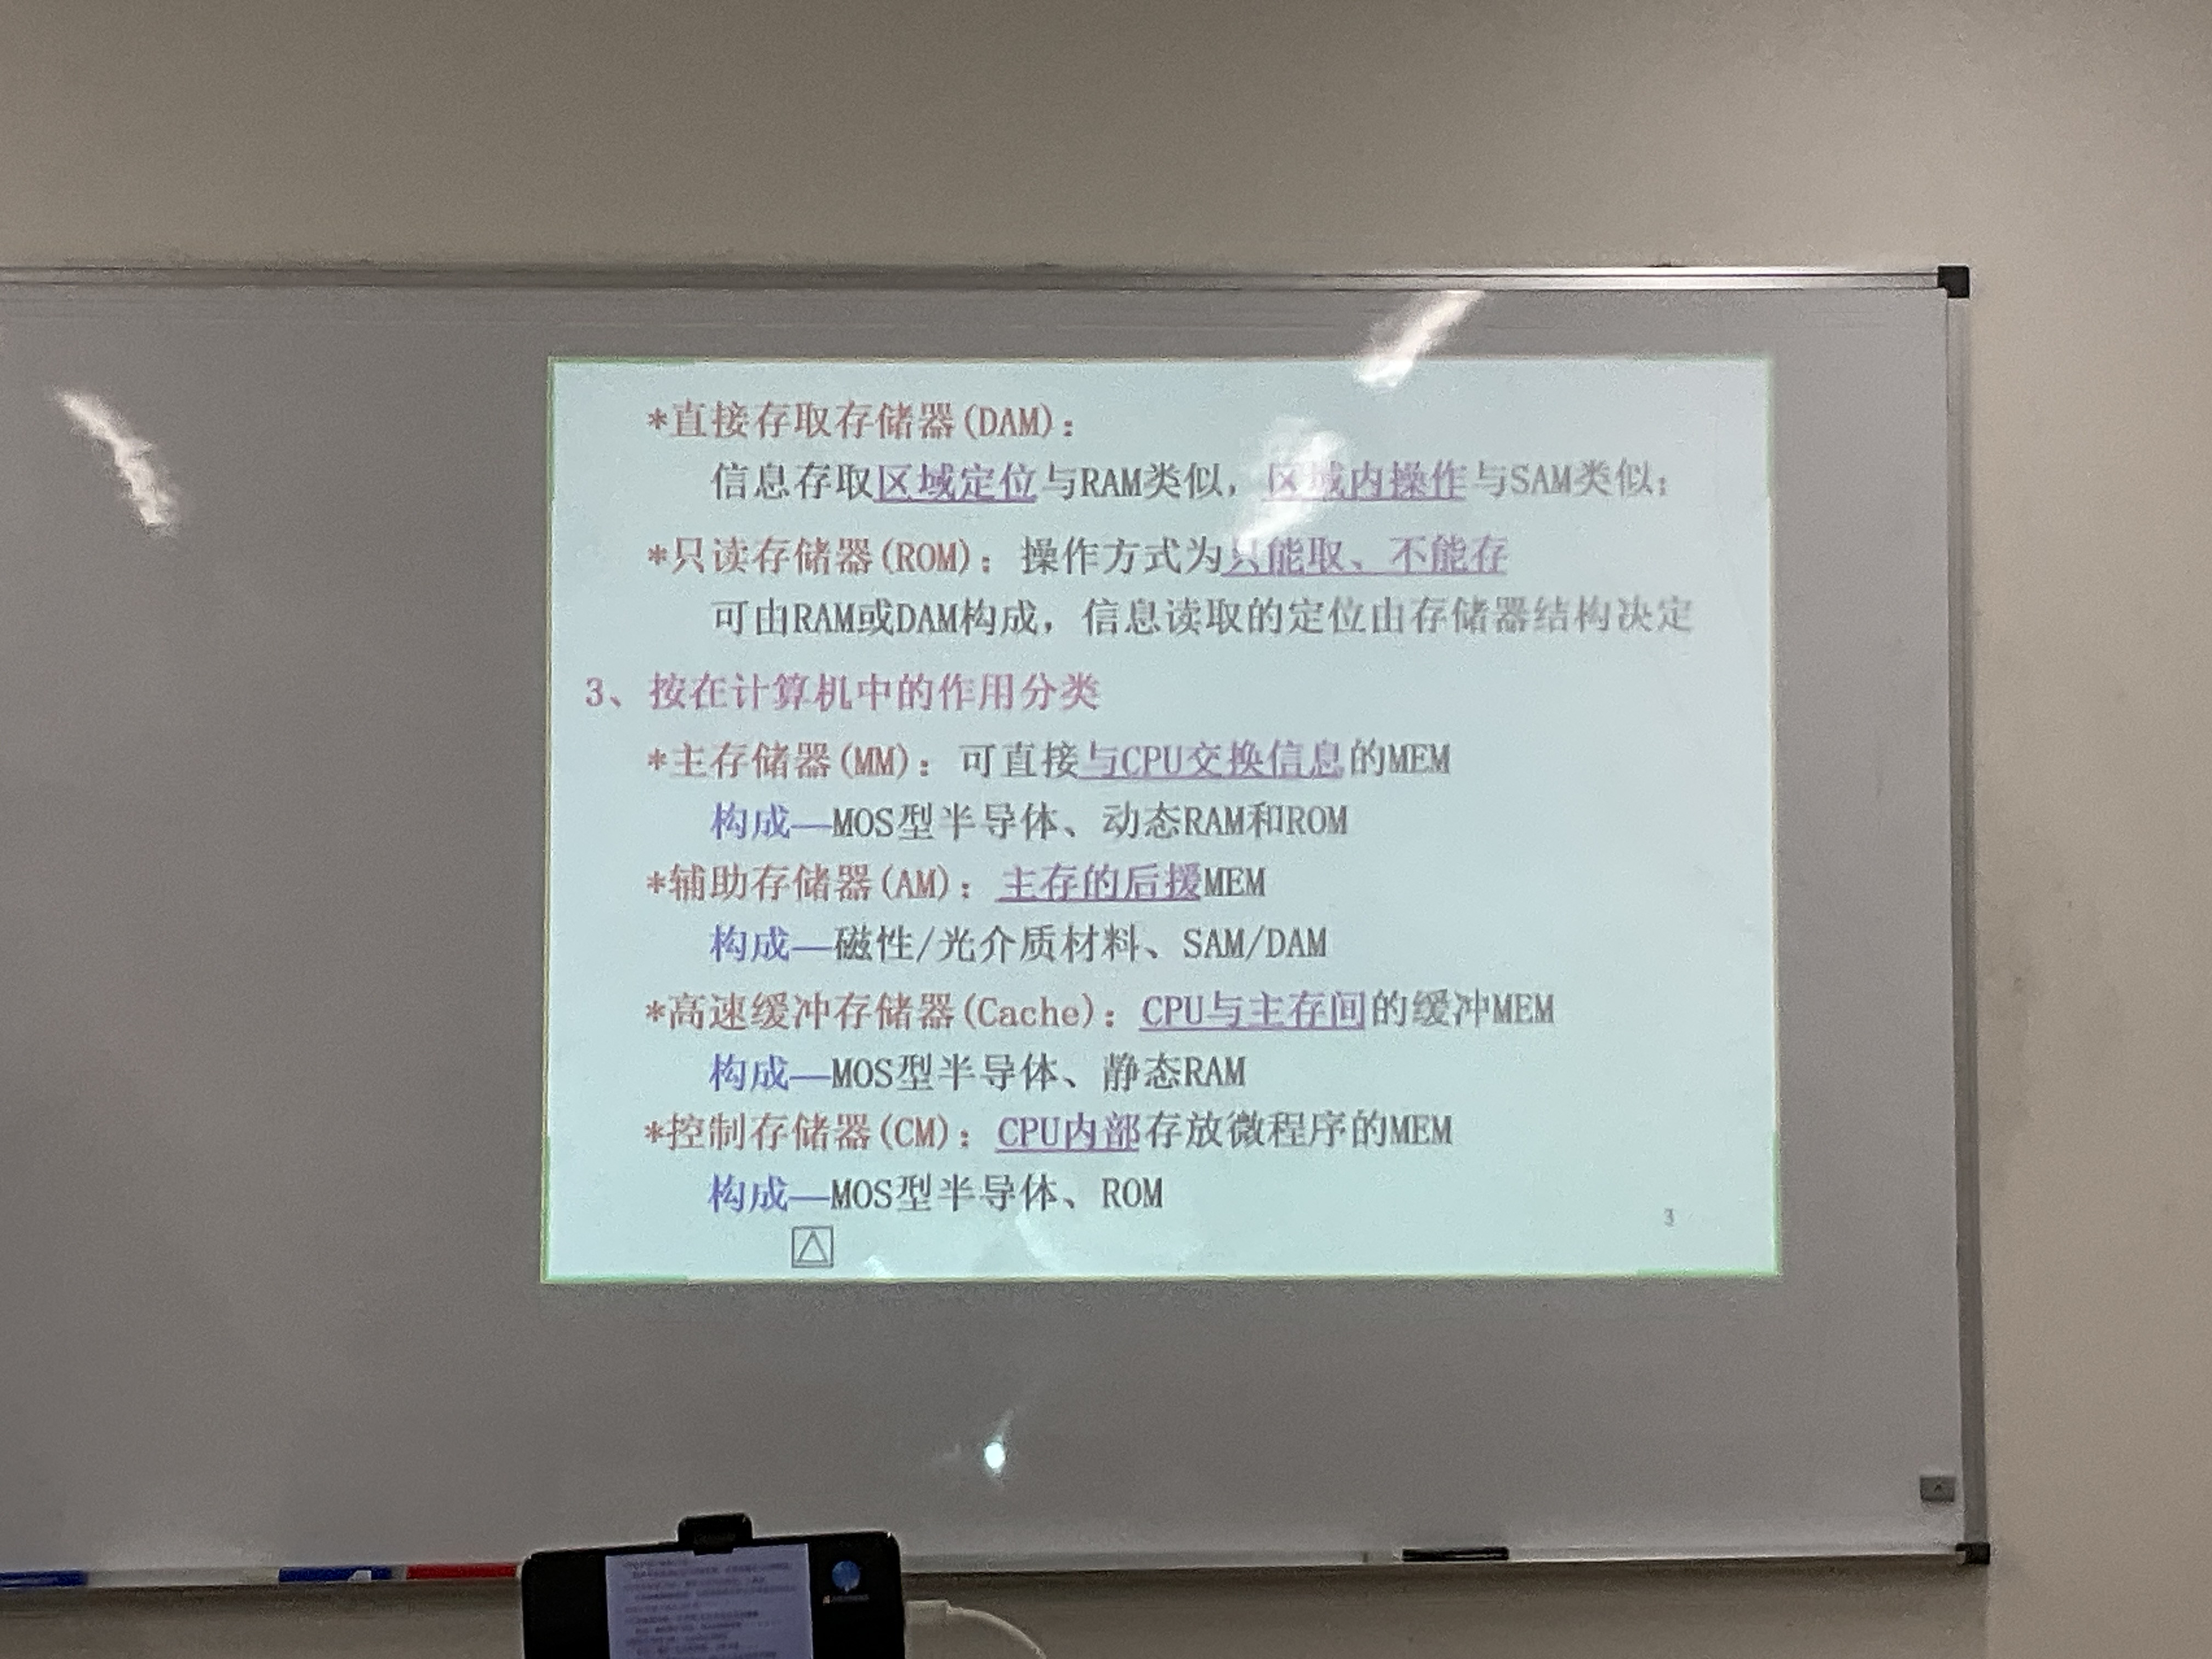 *直接存取存储器(DAM)：
信息存取区域定位与RAM类似，区域内操作与SAM类似；
*只读存储器(ROM)：操作方式为只能取、不能存
可由RAM或DAM构成，信息读取的定位由存储器结构决定
3、按在计算机中的作用分类
*主存储器(MM)：可直接与CPU交换信息的MEM
构成—MOS型半导体、动态RAM和ROM
*辅助存储器(AM)：主存的后援MEM
构成—磁性/光介质材料、SAM/DAM
*高速缓冲存储器(Cache)：CPU与主存间的缓冲MEM
构成—MOS型半导体、静态RAM
*控制存储器(CM)：CPU内部存放微程序的MEM
构成—MOS型半导体、ROM
3